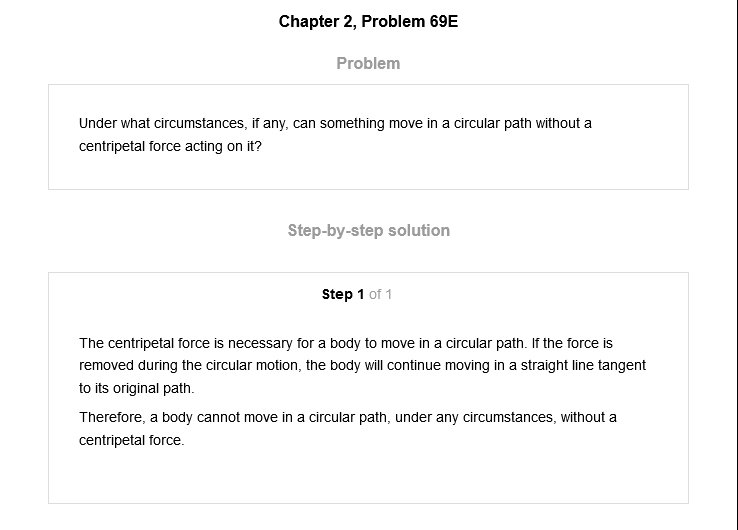 Chapter 2, Problem 69E
Problem
Under what circumstances, if any, can something move in a circular path without a
centripetal force acting on it?
Step-by-step solution
Step 1 of 1
The centripetal force is necessary for a body to move in a circular path. If the force is
removed during the circular motion, the body will continue moving in a straight line tangent
to its original path.
Therefore, a body cannot move in a circular path, under any circumstances, without a
centripetal force.